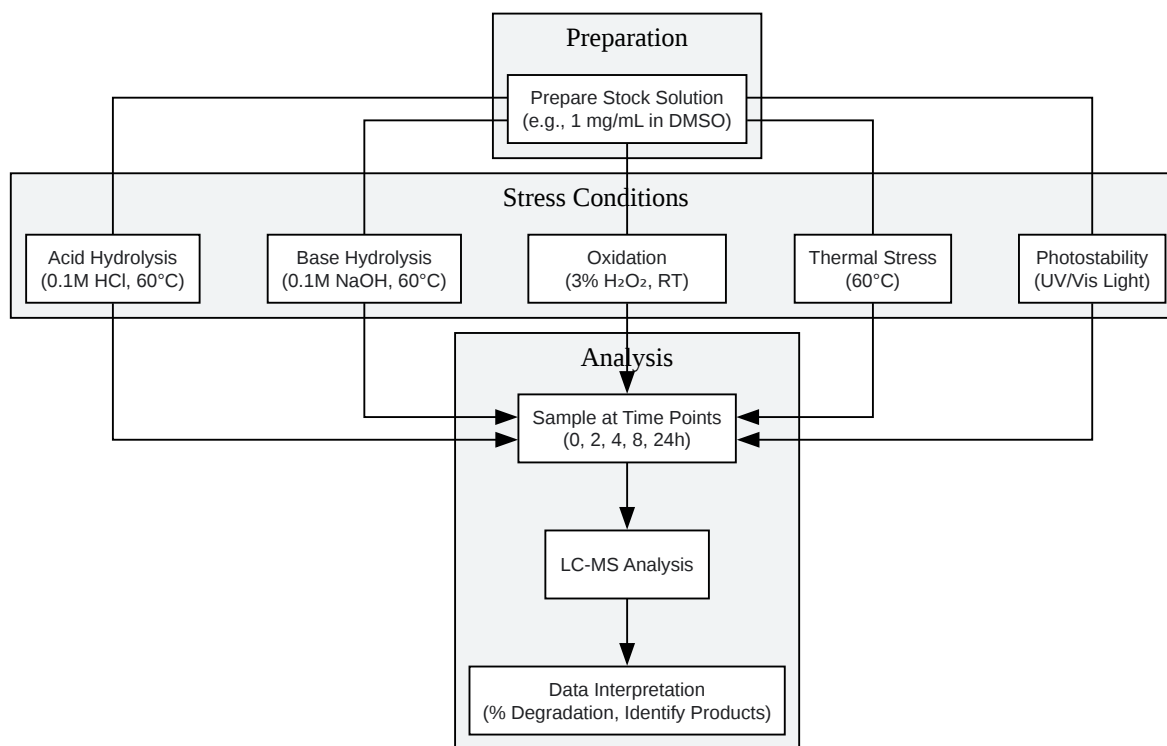 Preparation
Prepare Stock Solution
(e.g., 1 mg/mL in DMSO)
Stress Conditions
Acid Hydrolysis
(0.1M HCl, 60°C)
Base Hydrolysis
(0.1M NaOH, 60°C)
Oxidation
(3% H₂O₂, RT)
Thermal Stress
(60°C)
Photostability
(UV/Vis Light)
Analysis
Sample at Time Points
(0, 2, 4, 8, 24h)
LC-MS Analysis
Data Interpretation
(% Degradation, Identify Products)